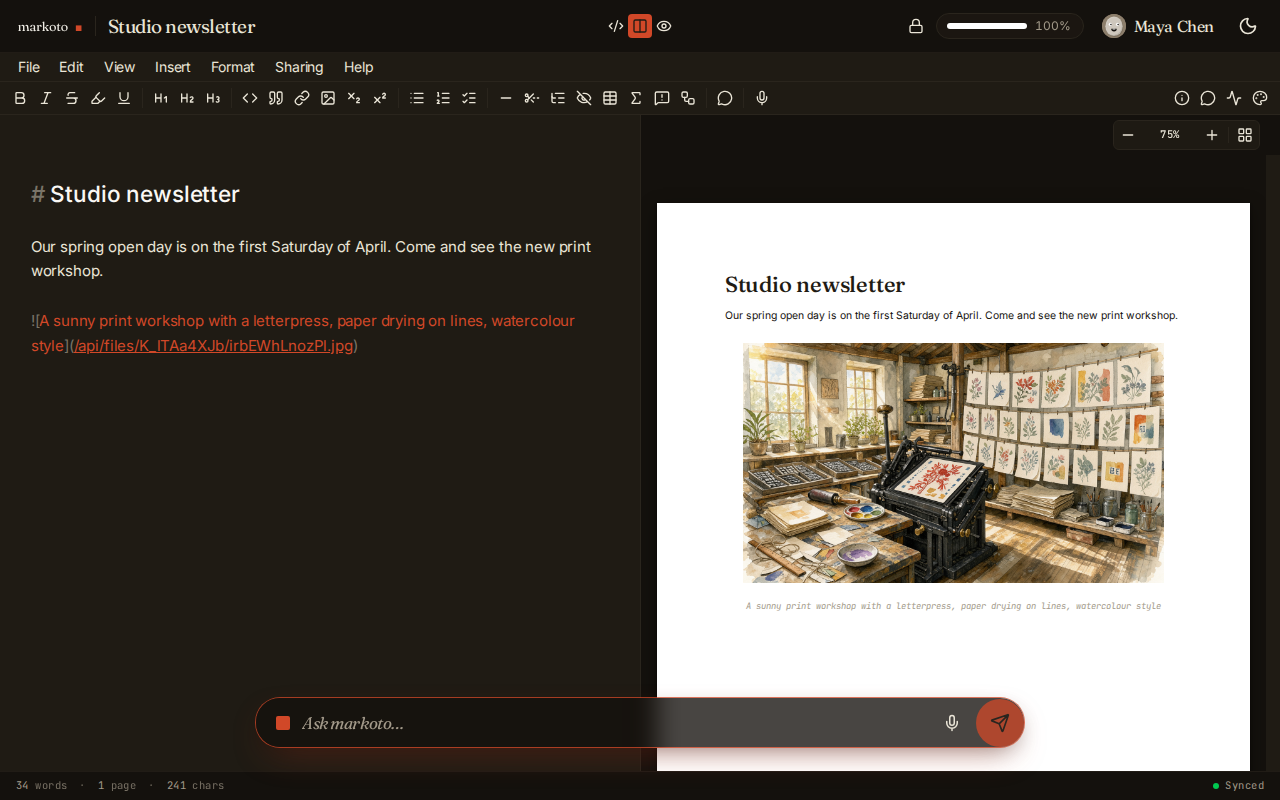 markoto
Studio newsletter
100%
Maya Chen
File Edit View Insert Format Sharing Help
H1 H2 H3
X2 X2
75%
# Studio newsletter
Our spring open day is on the first Saturday of April. Come and see the new print
workshop.
![A sunny print workshop with a letterpress, paper drying on lines, watercolour
style](/api/files/K_ITAa4XJb/irbEWhLnozPI.jpg)
Studio newsletter
Our spring open day is on the first Saturday of April. Come and see the new print workshop.
A sunny print workshop with a letterpress, paper drying on lines, watercolour style
Ask markoto...
34 words · 1 page · 241 chars
Synced